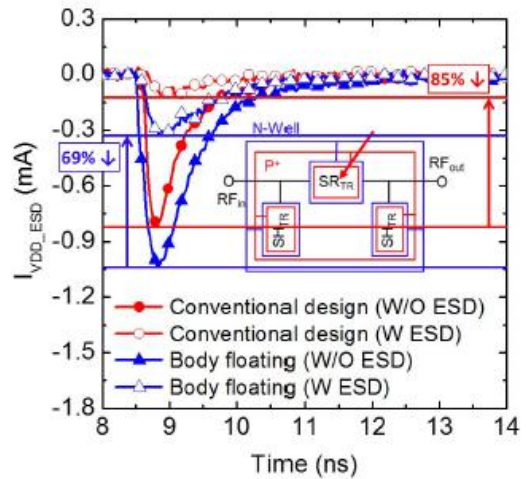 0.3
0.0
-0.3
-0.6
-0.9
-1.2
-1.5
-1.8
I_VDD_ESD (mA)
85% ↓
69% ↓
N-Well
P+
SR_TR
RF_in
RF_out
SH_TR
SH_TR
Conventional design (W/O ESD)
Conventional design (W ESD)
Body floating (W/O ESD)
Body floating (W ESD)
8 9 10 11 12 13 14
Time (ns)